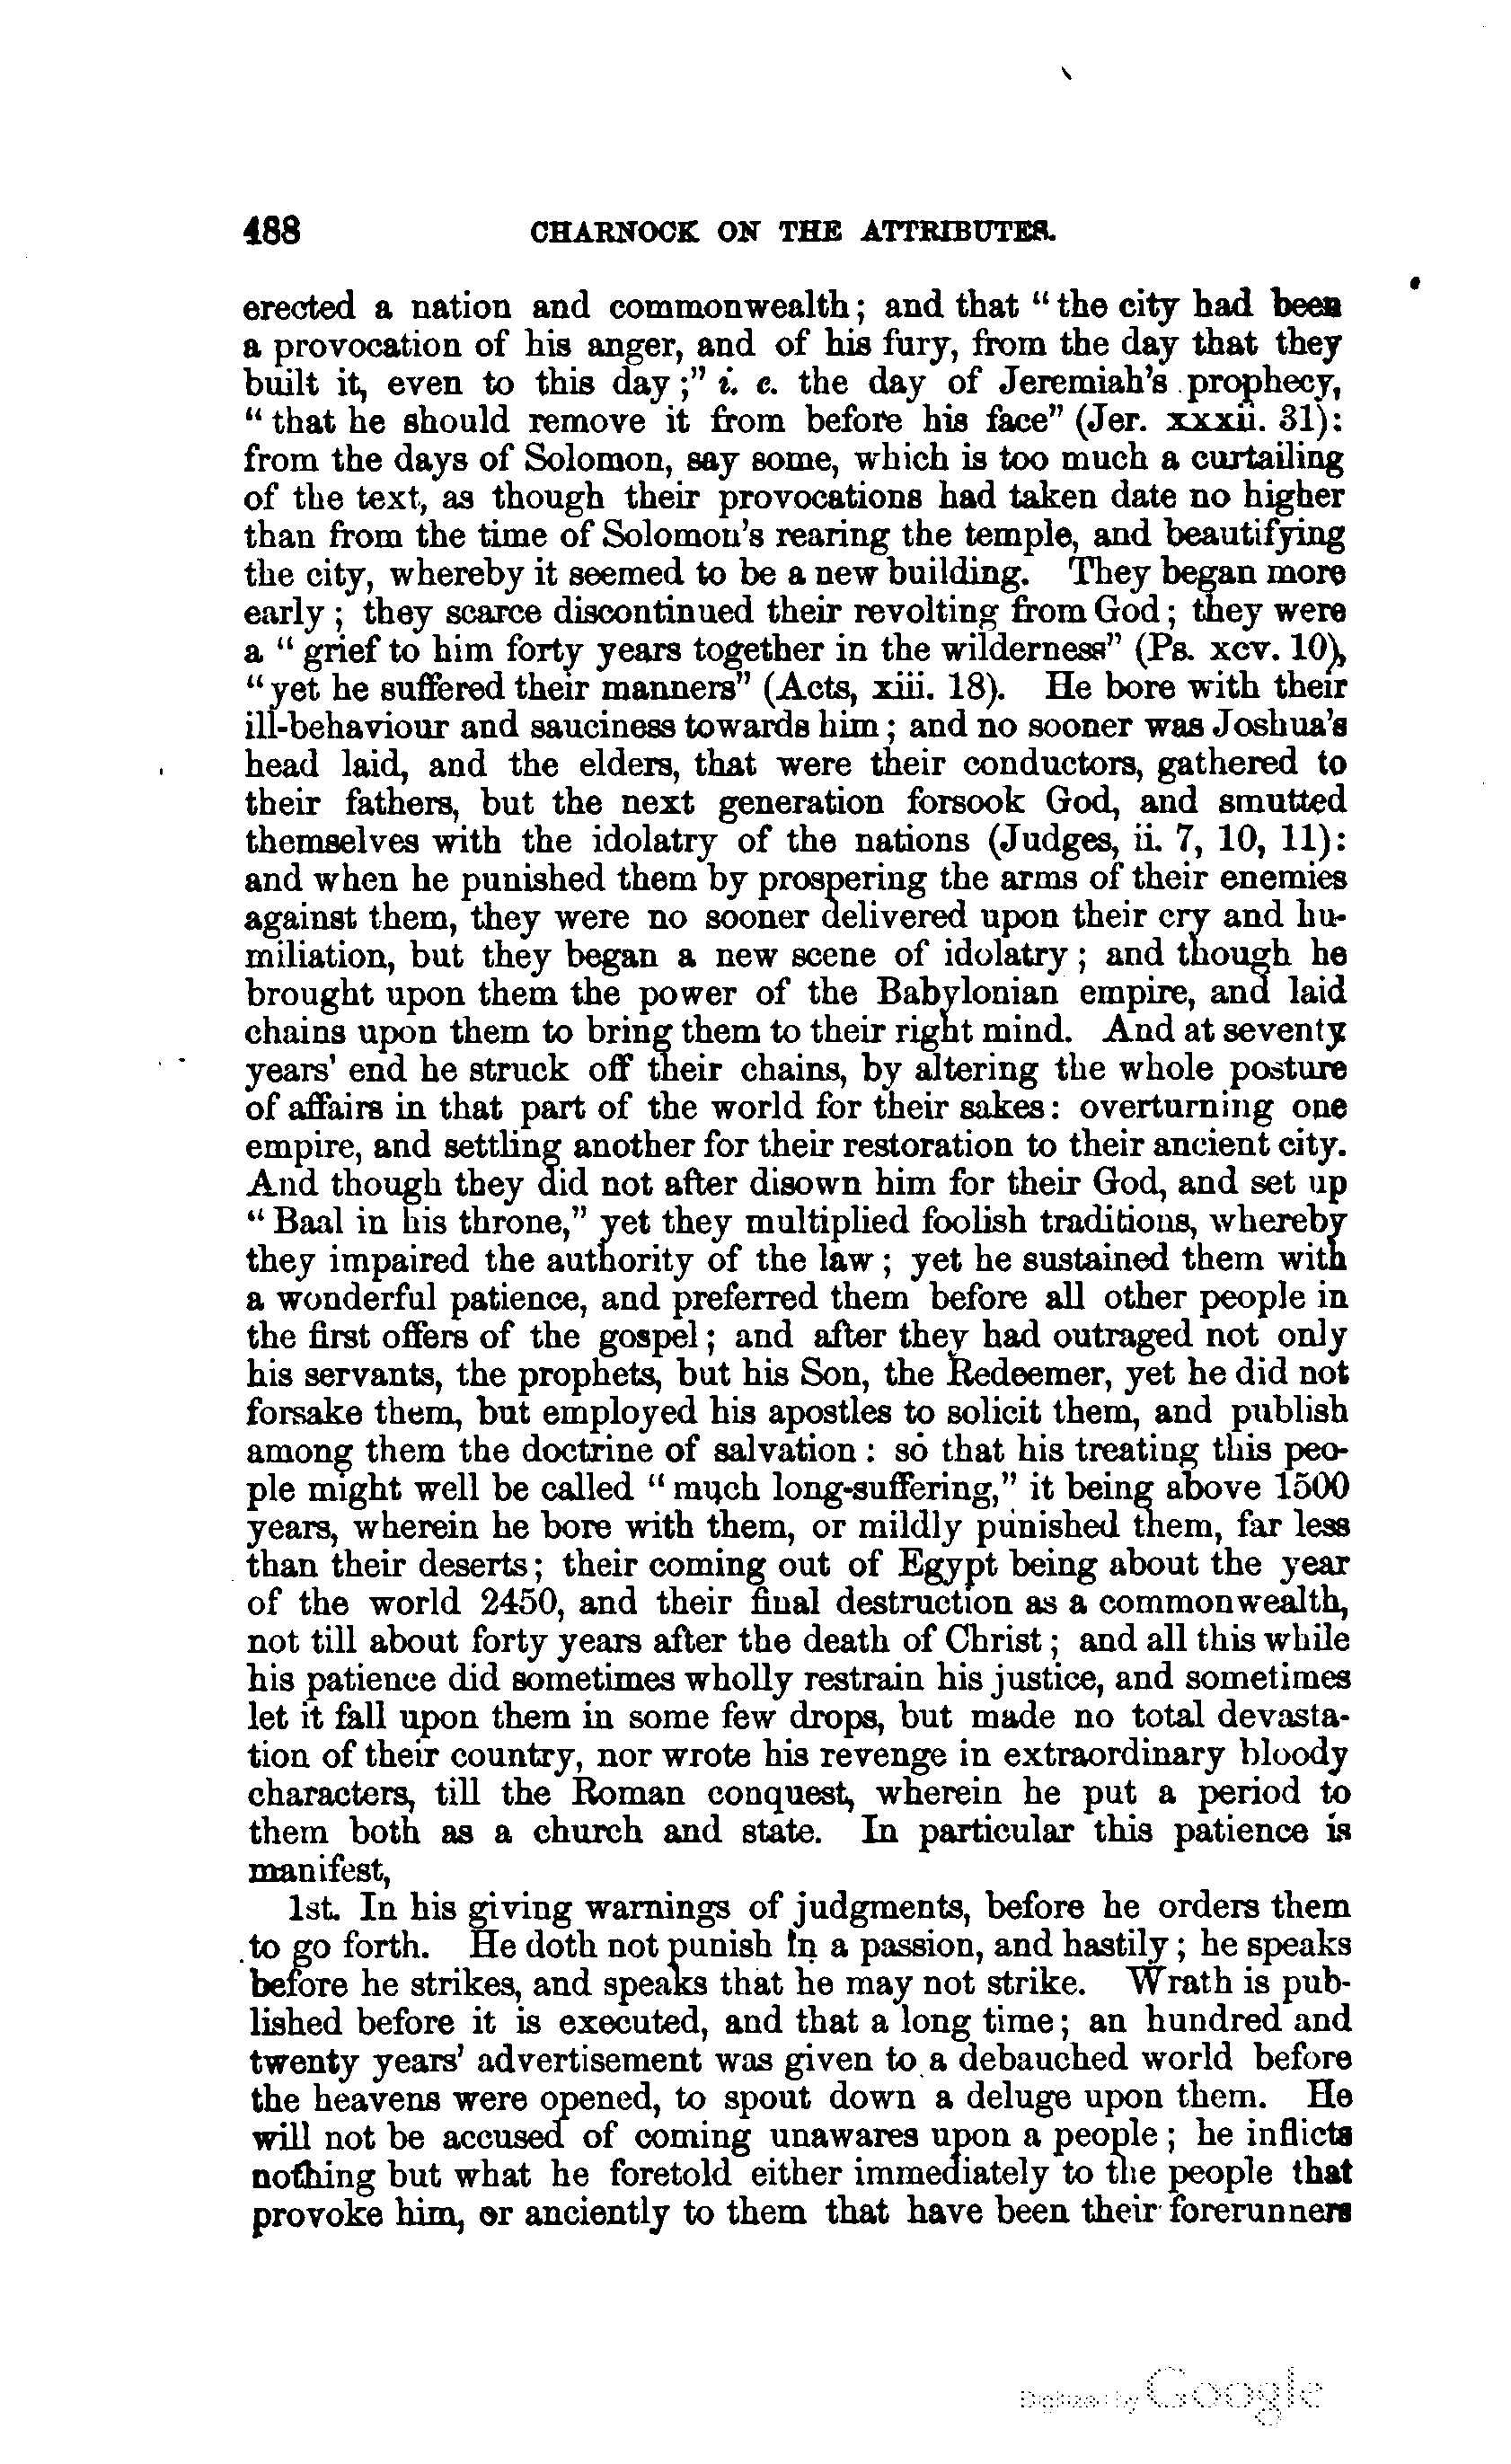 488 CHARNOCK ON THE ATTRIBUTES.
erected a nation and commonwealth; and that "the city had been
a provocation of his anger, and of his fury, from the day that they
built it, even to this day;" i. e. the day of Jeremiah's prophecy,
"that he should remove it from before his face" (Jer. xxxii. 31):
from the days of Solomon, say some, which is too much a curtailing
of the text, as though their provocations had taken date no higher
than from the time of Solomon's rearing the temple, and beautifying
the city, whereby it seemed to be a new building. They began more
early; they scarce discontinued their revolting from God; they were
a "grief to him forty years together in the wilderness" (Ps. xcv. 10),
"yet he suffered their manners" (Acts, xiii. 18). He bore with their
ill-behaviour and sauciness towards him; and no sooner was Joshua's
head laid, and the elders, that were their conductors, gathered to
their fathers, but the next generation forsook God, and smutted
themselves with the idolatry of the nations (Judges, ii. 7, 10, 11):
and when he punished them by prospering the arms of their enemies
against them, they were no sooner delivered upon their cry and hu-
miliation, but they began a new scene of idolatry; and though he
brought upon them the power of the Babylonian empire, and laid
chains upon them to bring them to their right mind. And at seventy
years' end he struck off their chains, by altering the whole posture
of affairs in that part of the world for their sakes: overturning one
empire, and settling another for their restoration to their ancient city.
And though they did not after disown him for their God, and set up
"Baal in his throne," yet they multiplied foolish traditions, whereby
they impaired the authority of the law; yet he sustained them with
a wonderful patience, and preferred them before all other people in
the first offers of the gospel; and after they had outraged not only
his servants, the prophets, but his Son, the Redeemer, yet he did not
forsake them, but employed his apostles to solicit them, and publish
among them the doctrine of salvation: so that his treating this peo-
ple might well be called "much long-suffering," it being above 1500
years, wherein he bore with them, or mildly punished them, far less
than their deserts; their coming out of Egypt being about the year
of the world 2450, and their final destruction as a commonwealth,
not till about forty years after the death of Christ; and all this while
his patience did sometimes wholly restrain his justice, and sometimes
let it fall upon them in some few drops, but made no total devasta-
tion of their country, nor wrote his revenge in extraordinary bloody
characters, till the Roman conquest, wherein he put a period to
them both as a church and state. In particular this patience is
manifest,
1st. In his giving warnings of judgments, before he orders them
to go forth. He doth not punish in a passion, and hastily; he speaks
before he strikes, and speaks that he may not strike. Wrath is pub-
lished before it is executed, and that a long time; an hundred and
twenty years' advertisement was given to a debauched world before
the heavens were opened, to spout down a deluge upon them. He
will not be accused of coming unawares upon a people; he inflicts
nothing but what he foretold either immediately to the people that
provoke him, or anciently to them that have been their forerunners
Digitized by Google